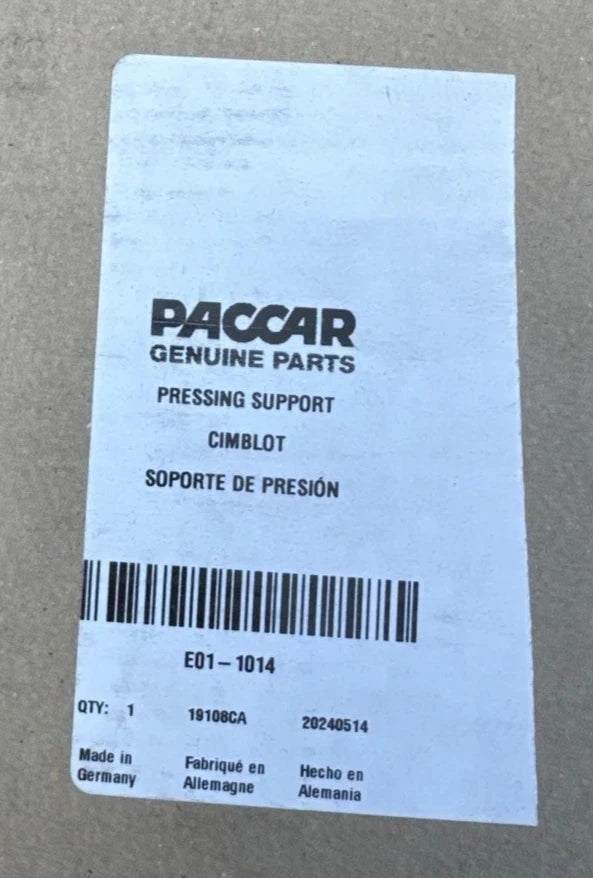 PACCAR
GENUINE PARTS
PRESSING SUPPORT
CIMBLOT
SOPORTE DE PRESIÓN
E01-1014
QTY: 1 19108CA 20240514
Made in Germany
Fabriqué en Allemagne
Hecho en Alemania